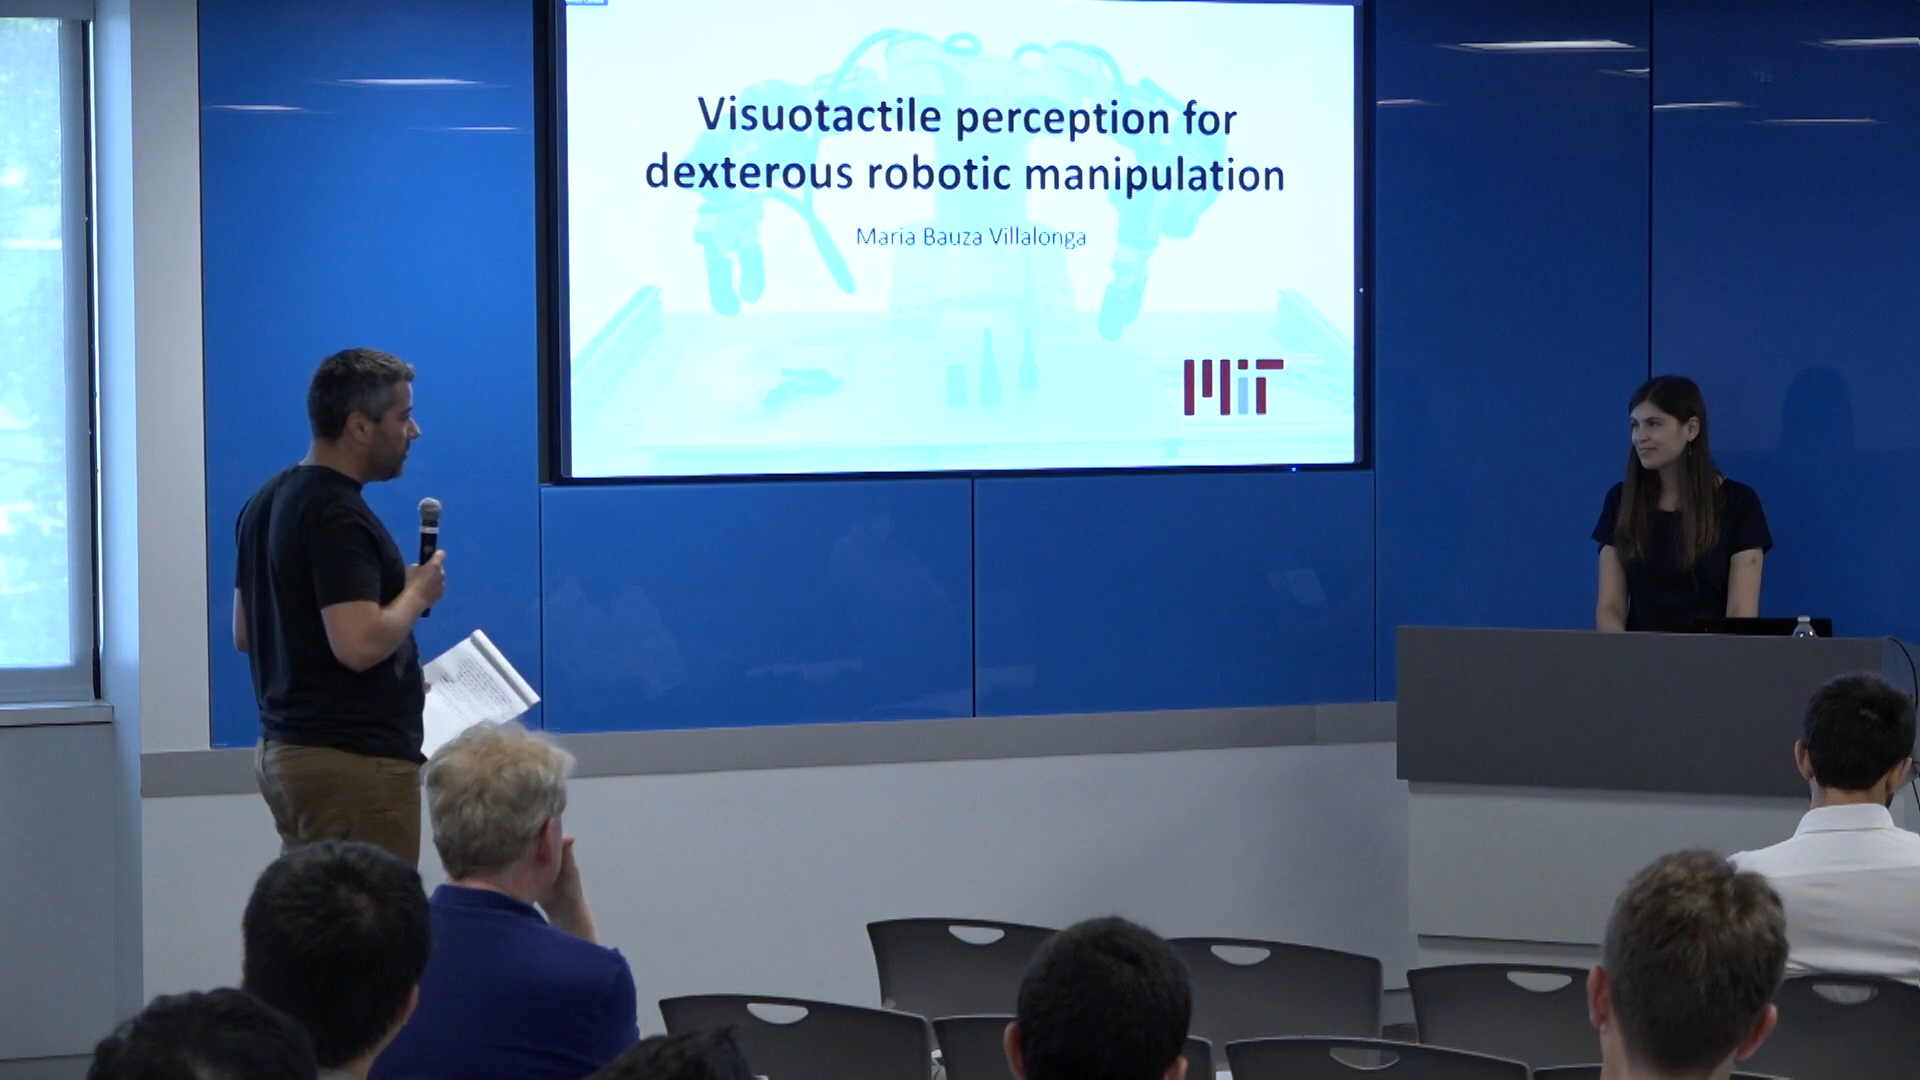 Visuotactile perception for
dexterous robotic manipulation
Maria Bauza Villalonga
MIT